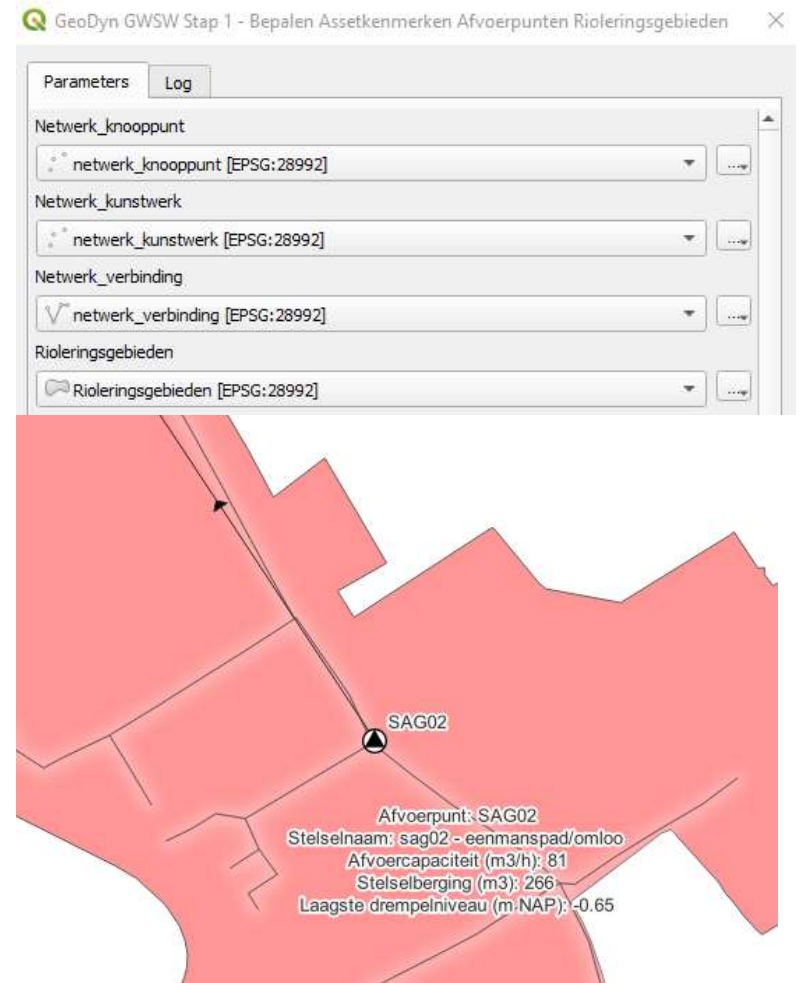 GeoDyn GWSW Stap 1 - Bepalen Assetkenmerken Afvoerpunten Rioleringsgebieden
Parameters Log
Netwerk_knooppunt
netwerk_knooppunt [EPSG:28992]
Netwerk_kunstwerk
netwerk_kunstwerk [EPSG:28992]
Netwerk_verbinding
netwerk_verbinding [EPSG:28992]
Rioleringsgebieden
Rioleringsgebieden [EPSG:28992]
SAG02
Afvoerpunt: SAG02
Stelselnaam: sag02 - eenmanspad/omloo
Afvoercapaciteit (m3/h): 81
Stelselberging (m3): 266
Laagste drempelniveau (m NAP): -0.65